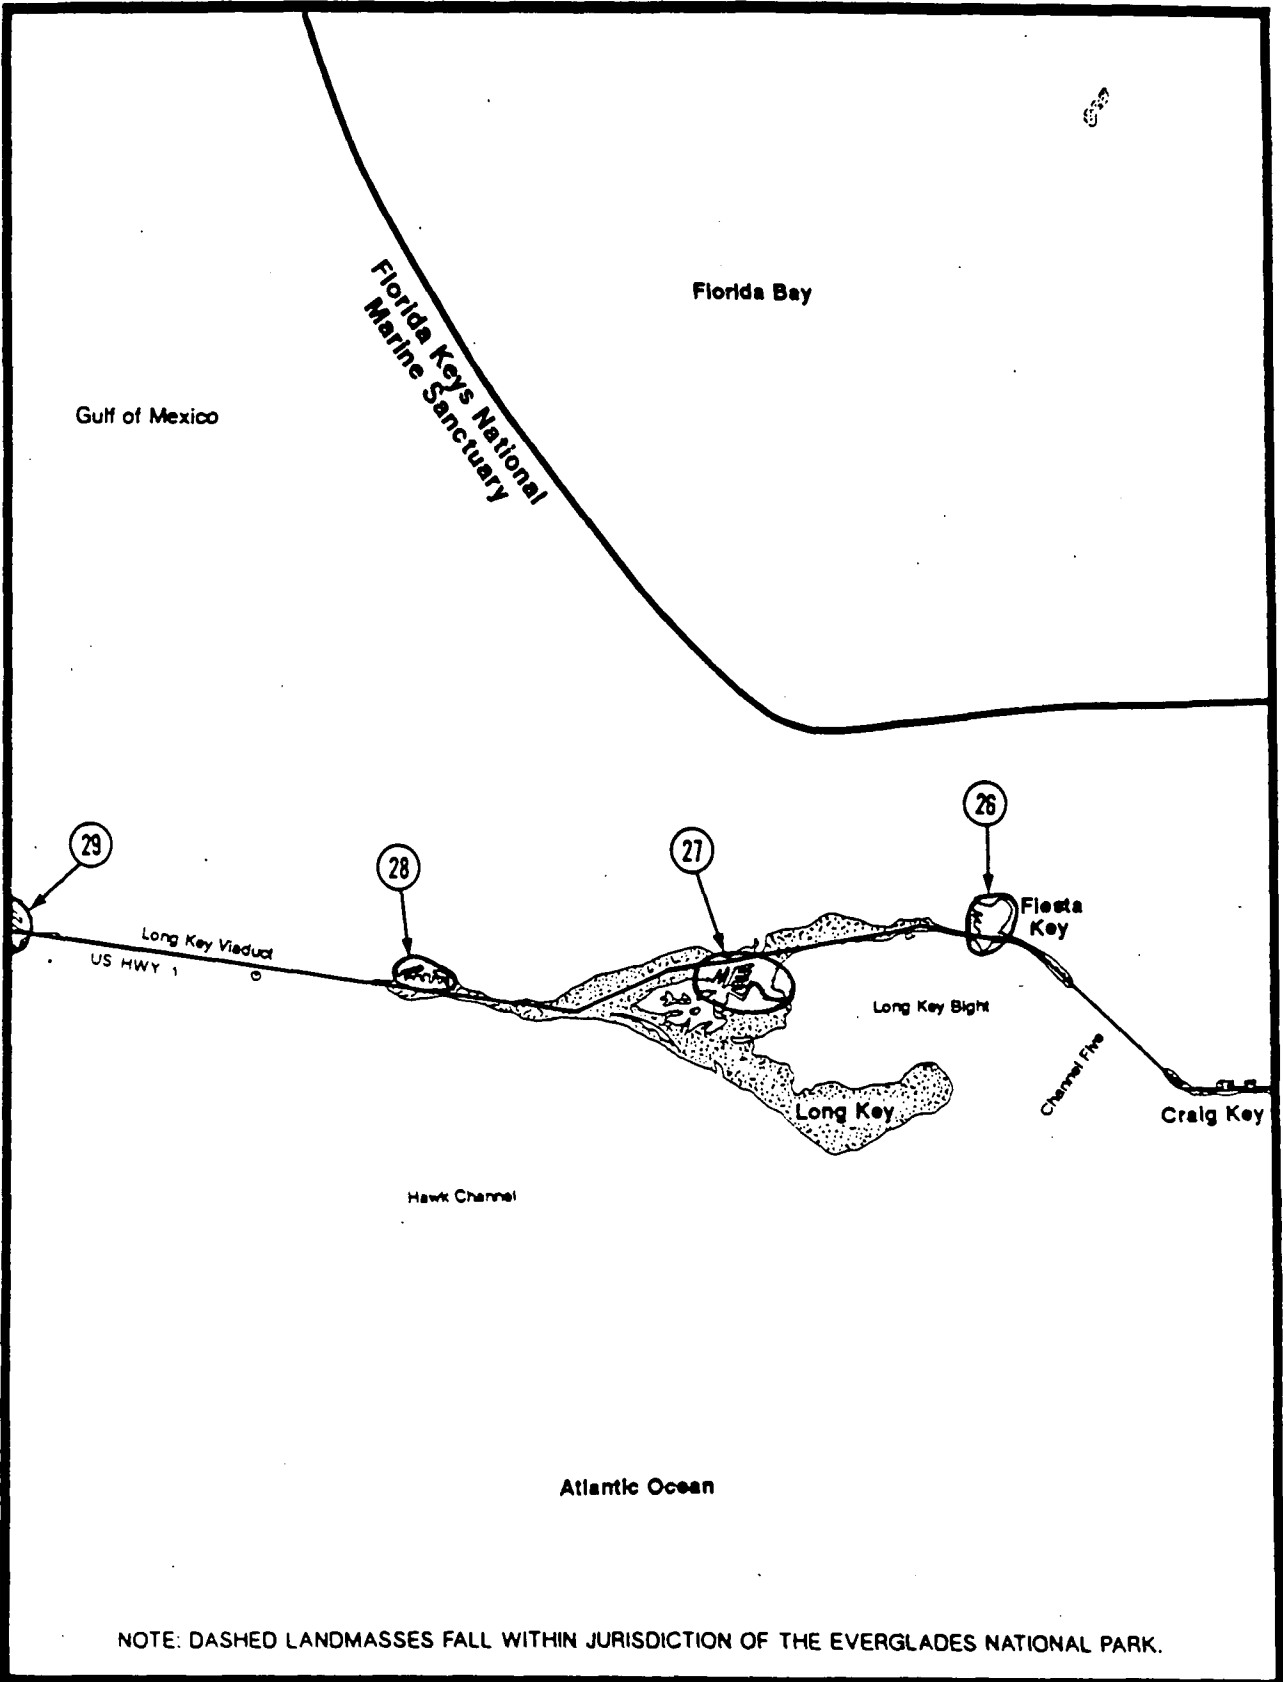 Florida Bay
Florida Keys National
Marine Sanctuary
Gulf of Mexico
26
29
27
28
Fiesta
Key
Long Key Viaduct
US HWY 1
Long Key Bight
Channel Five
Long Key
Craig Key
Hawk Channel
Atlantic Ocean
NOTE: DASHED LANDMASSES FALL WITHIN JURISDICTION OF THE EVERGLADES NATIONAL PARK.